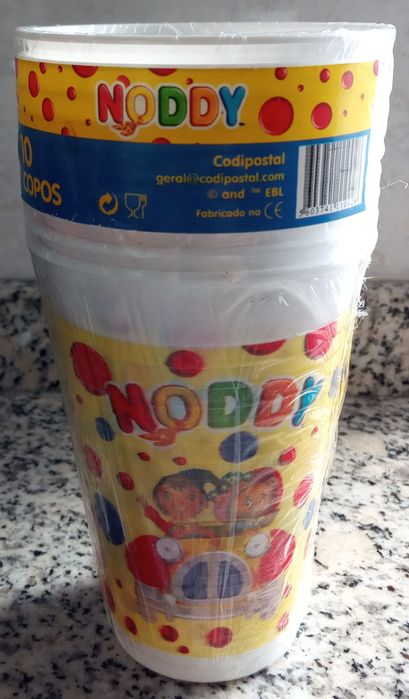 NODDY
10
COPOS
Codipostal
geral@codipostal.com
© and ™ EBL
Fabricado na CE
NODDY